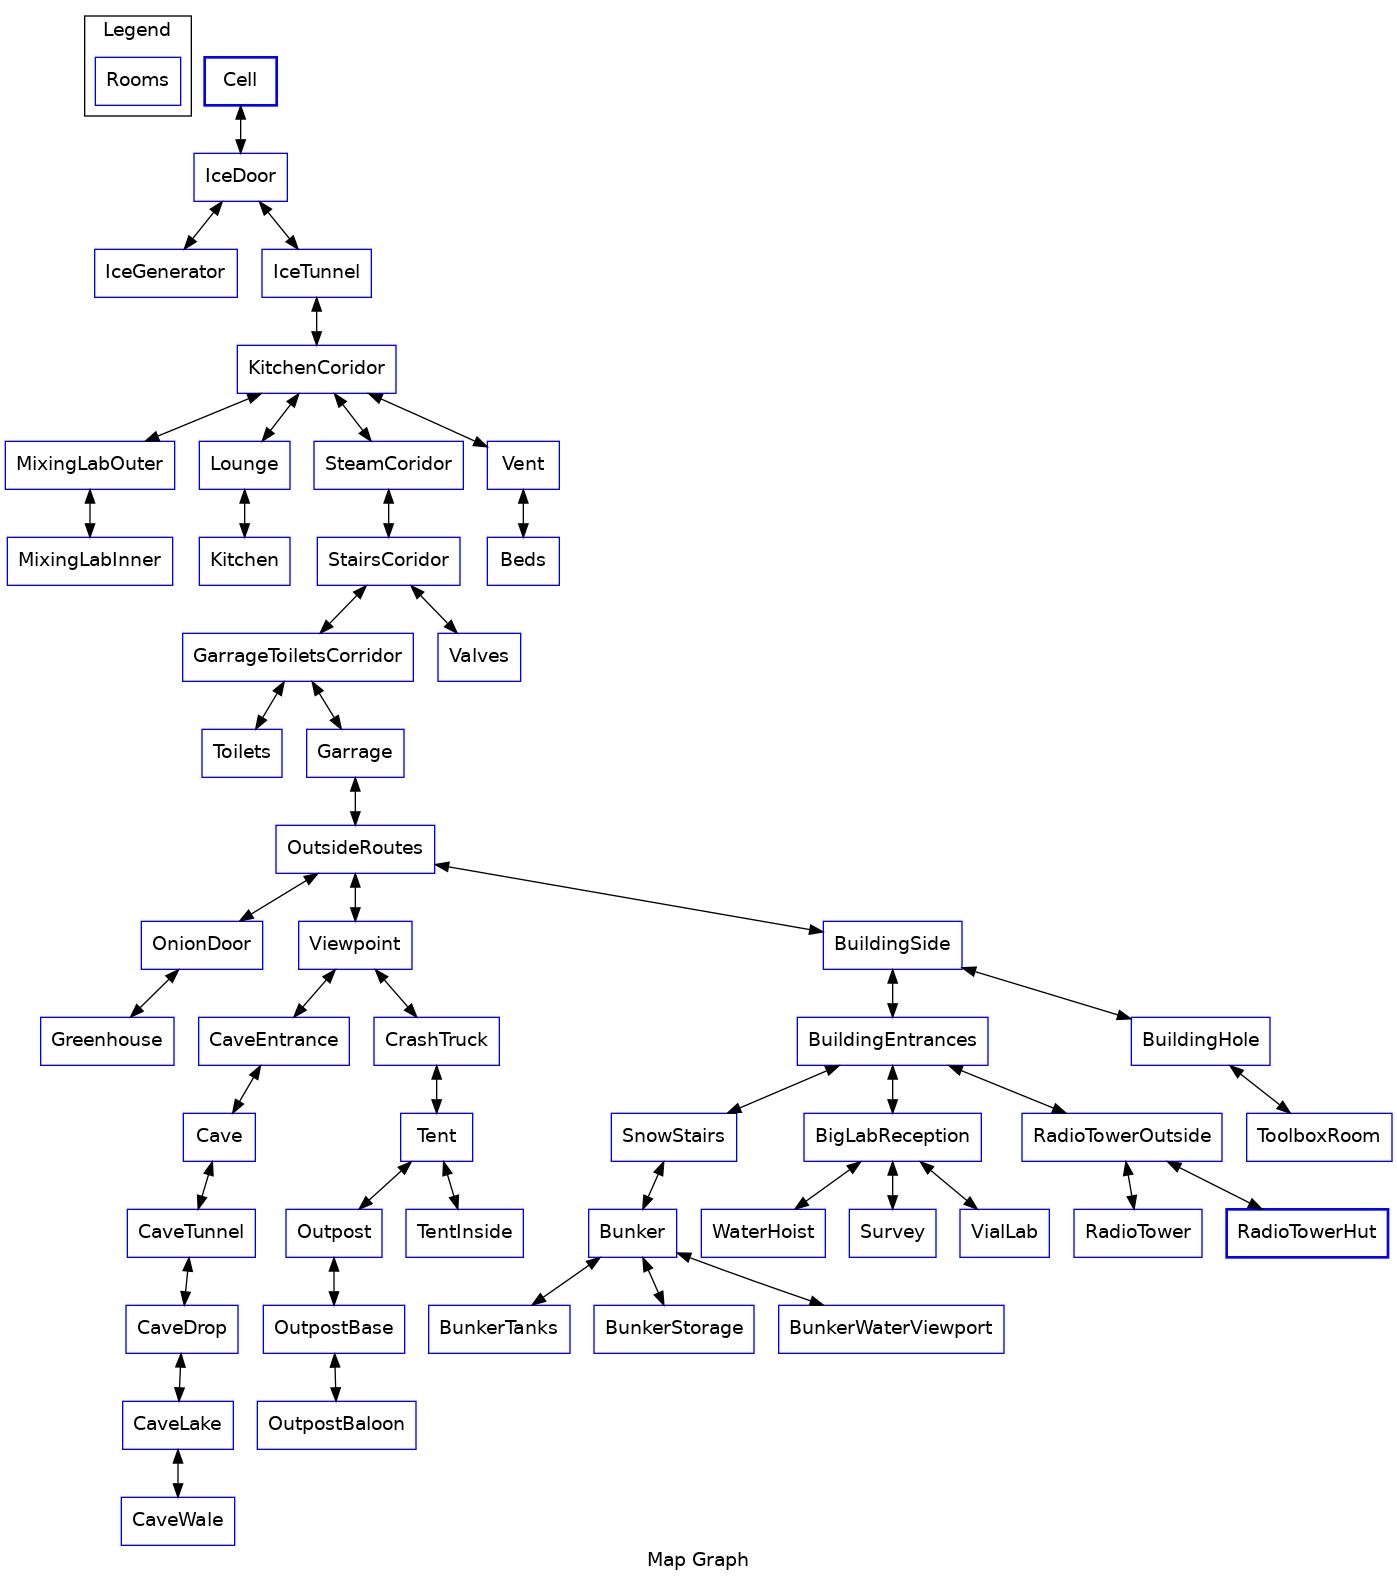 Legend
Rooms
Cell
IceDoor
IceGenerator
IceTunnel
KitchenCoridor
MixingLabOuter
Lounge
SteamCoridor
Vent
MixingLabInner
Kitchen
StairsCoridor
Beds
GarrageToiletsCorridor
Valves
Toilets
Garrage
OutsideRoutes
OnionDoor
Viewpoint
BuildingSide
Greenhouse
CaveEntrance
CrashTruck
BuildingEntrances
BuildingHole
Cave
Tent
SnowStairs
BigLabReception
RadioTowerOutside
ToolboxRoom
CaveTunnel
Outpost
TentInside
Bunker
WaterHoist
Survey
VialLab
RadioTower
RadioTowerHut
CaveDrop
OutpostBase
BunkerTanks
BunkerStorage
BunkerWaterViewport
CaveLake
OutpostBaloon
CaveWale
Map Graph